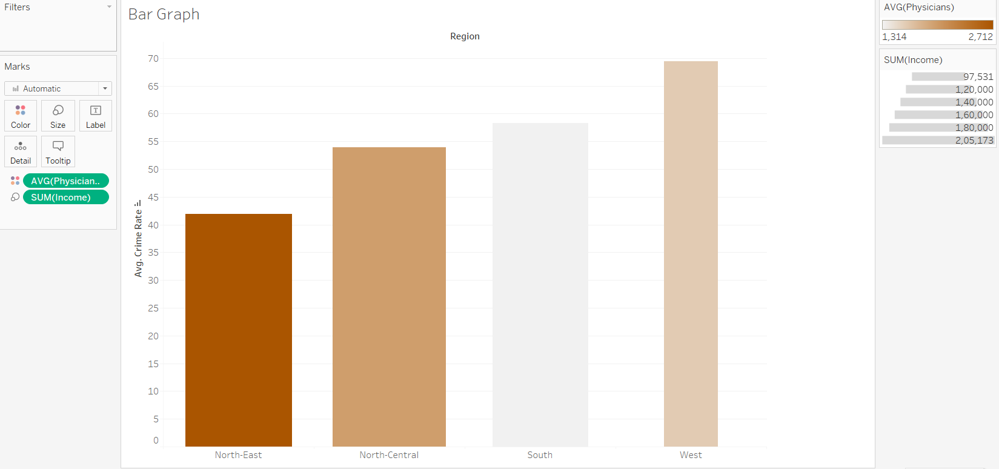 Filters
Marks
Automatic
Color Size Label
T
Detail Tooltip
AVG(Physician..
SUM(Income)
Bar Graph
Region
Avg. Crime Rate
70
65
60
55
50
45
40
35
30
25
20
15
10
5
0
North-East North-Central South West
AVG(Physicians)
1,314 2,712
SUM(Income)
97,531
1,20,000
1,40,000
1,60,000
1,80,000
2,05,173